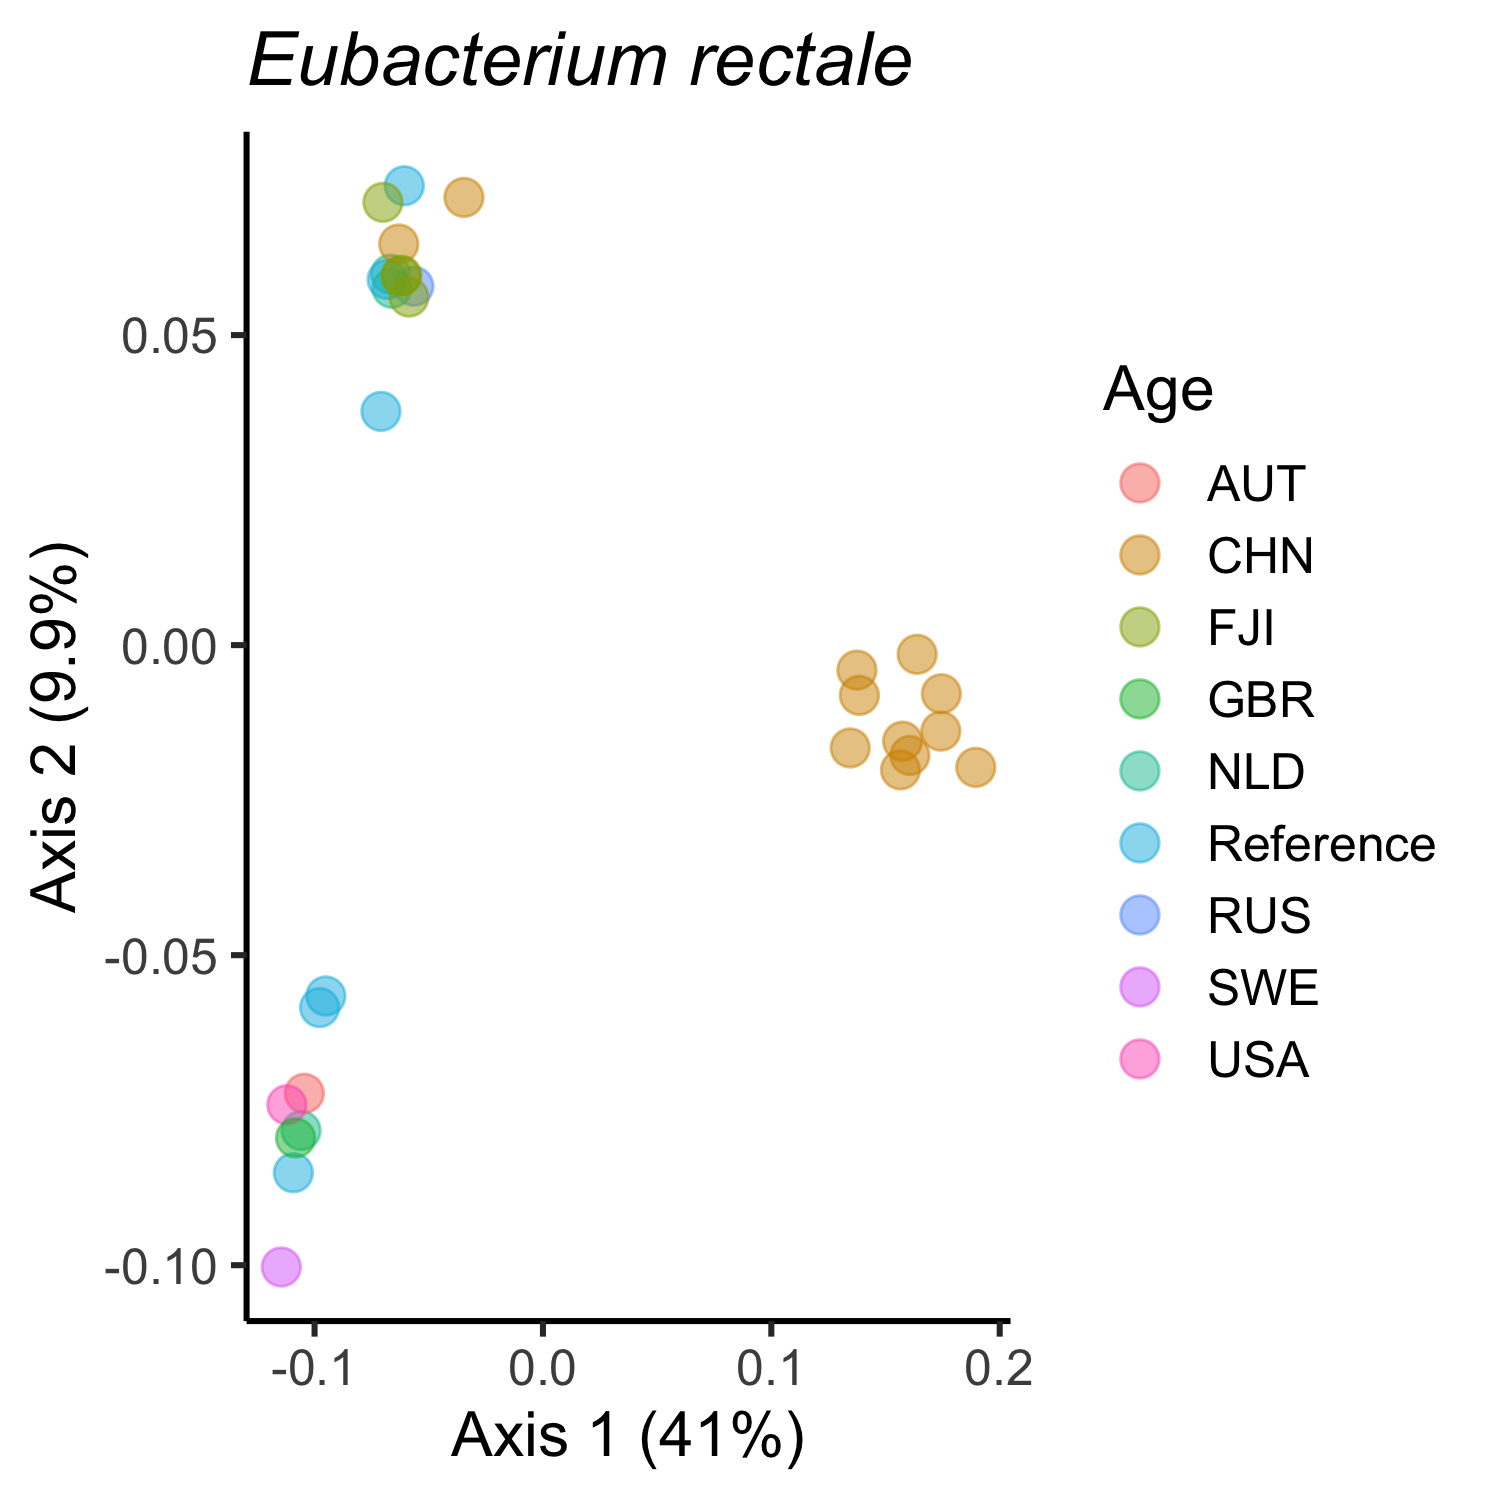 Eubacterium rectale
0.05
0.00
-0.05
-0.10
Axis 2 (9.9%)
-0.1
0.0
0.1
0.2
Axis 1 (41%)
Age
AUT
CHN
FJI
GBR
NLD
Reference
RUS
SWE
USA